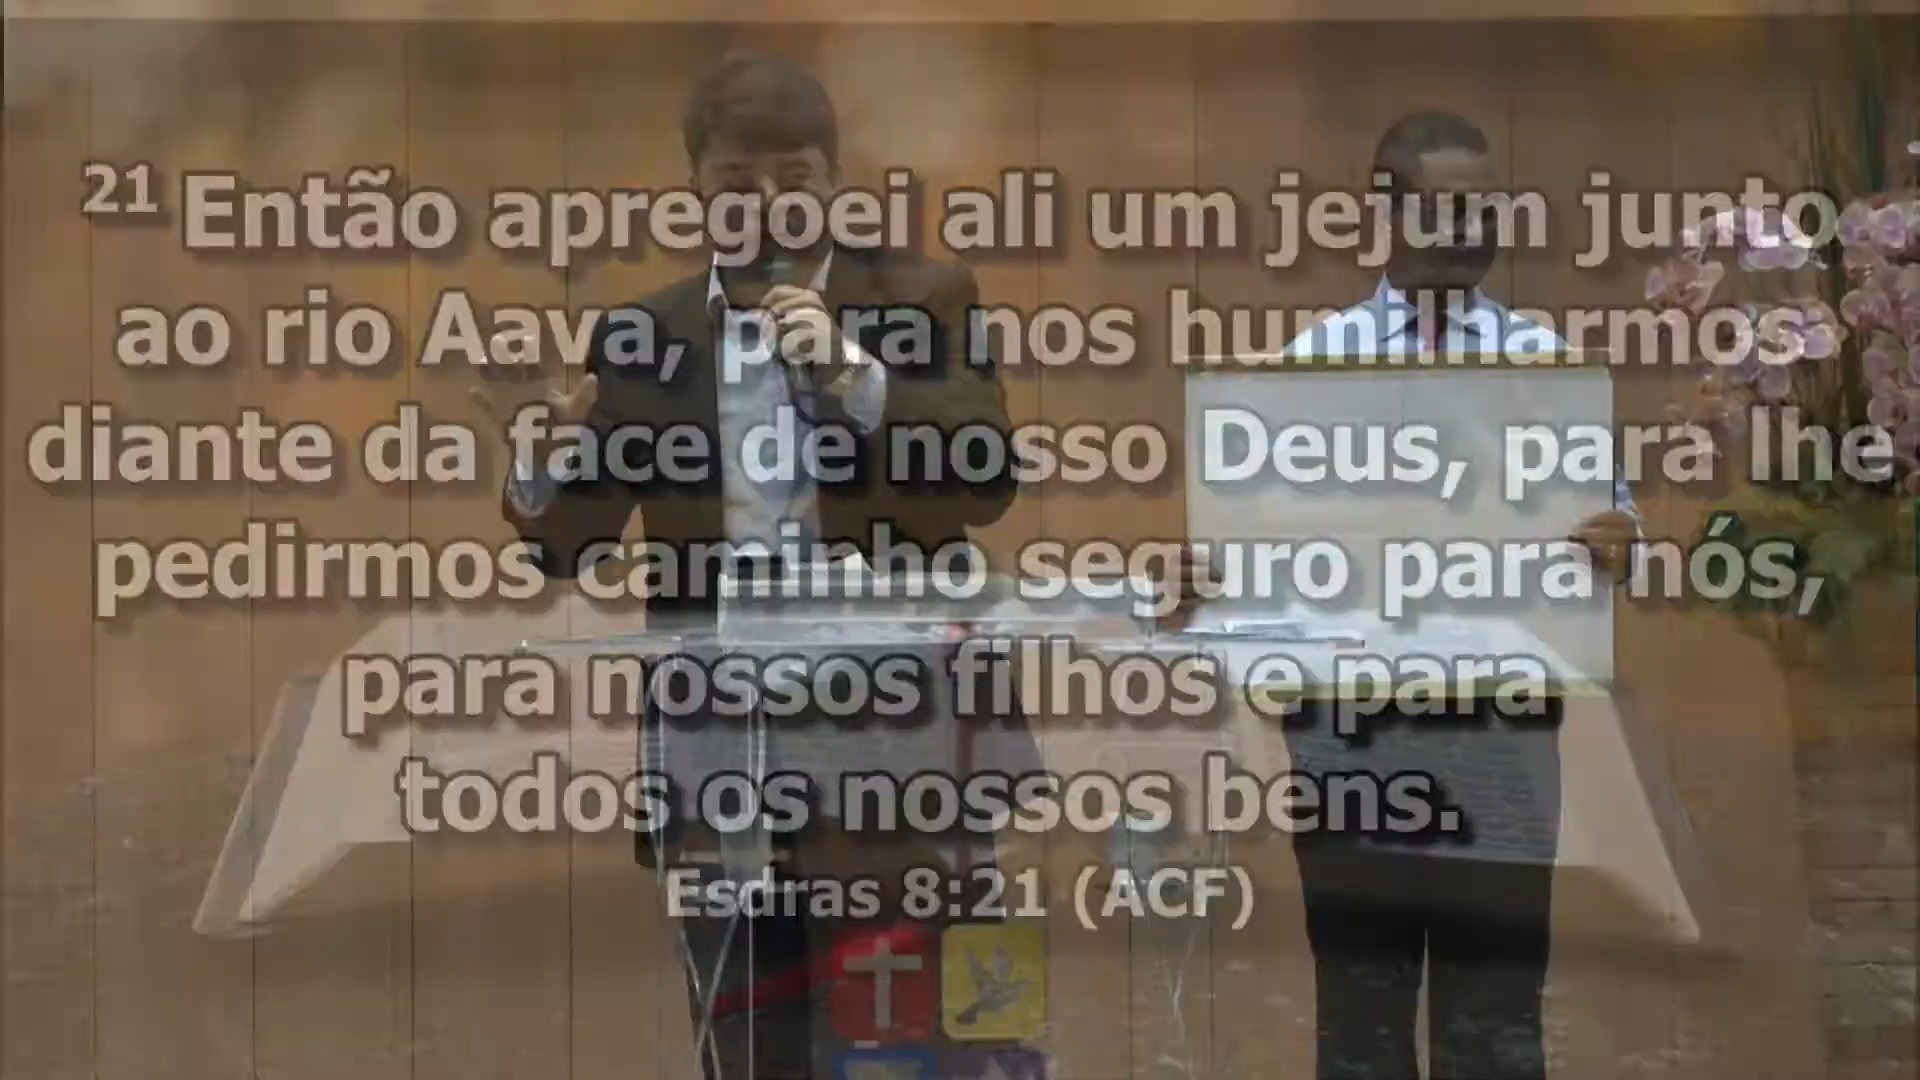 21 Então apregoei ali um jejum junto
ao rio Aava, para nos humilharmos
diante da face de nosso Deus, para lhe
pedirmos caminho seguro para nós,
para nossos filhos e para
todos os nossos bens.
Esdras 8:21 (ACF)